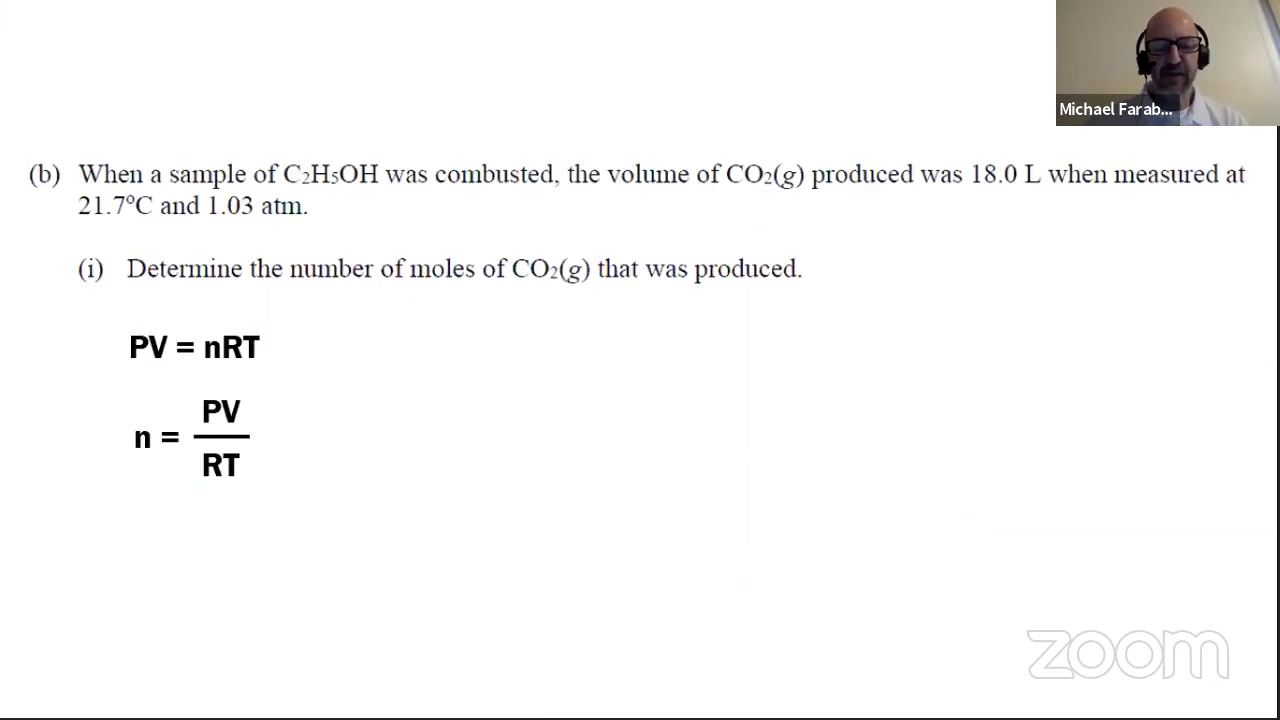 Michael Farab...
(b) When a sample of C₂H₅OH was combusted, the volume of CO₂(g) produced was 18.0 L when measured at
21.7°C and 1.03 atm.
(i) Determine the number of moles of CO₂(g) that was produced.
PV = nRT
n = PV
RT
zoom